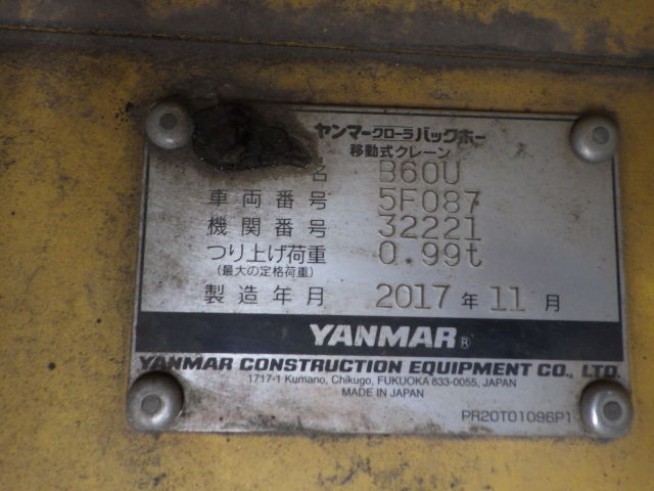 ヤンマークローラバックホー
移動式クレーン
名 B60U
車両番号 5F087
機関番号 32221
つり上げ荷重 0.99t
(最大の定格荷重)
製造年月 2017年11月
YANMAR®
YANMAR CONSTRUCTION EQUIPMENT CO., LTD.
1717-1 Kumano, Chikugo, FUKUOKA 833-0055, JAPAN
MADE IN JAPAN
PR20T01096P1